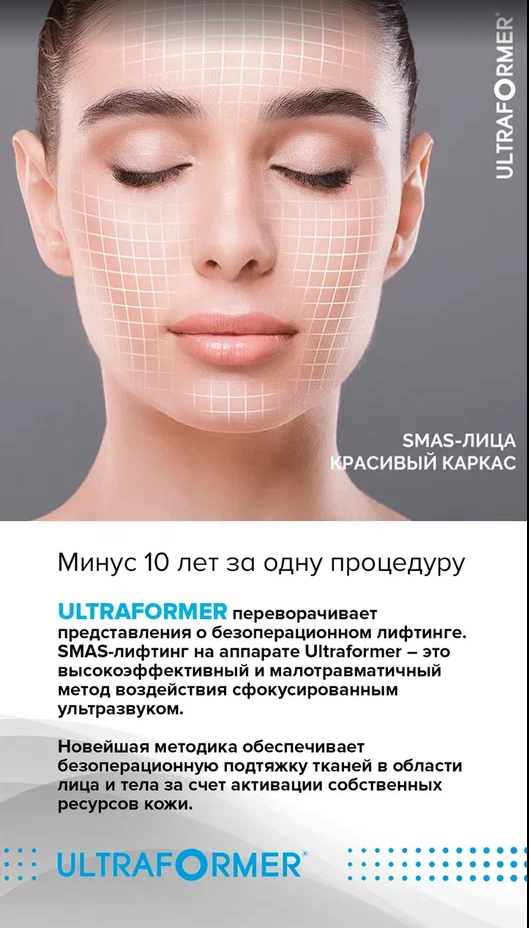 ULTRAFORMER®
SMAS-ЛИЦА
КРАСИВЫЙ КАРКАС
Минус 10 лет за одну процедуру
ULTRAFORMER переворачивает
представления о безоперационном лифтинге.
SMAS-лифтинг на аппарате Ultraformer – это
высокоэффективный и малотравматичный
метод воздействия сфокусированным
ультразвуком.
Новейшая методика обеспечивает
безоперационную подтяжку тканей в области
лица и тела за счет активации собственных
ресурсов кожи.
ULTRAFORMER®